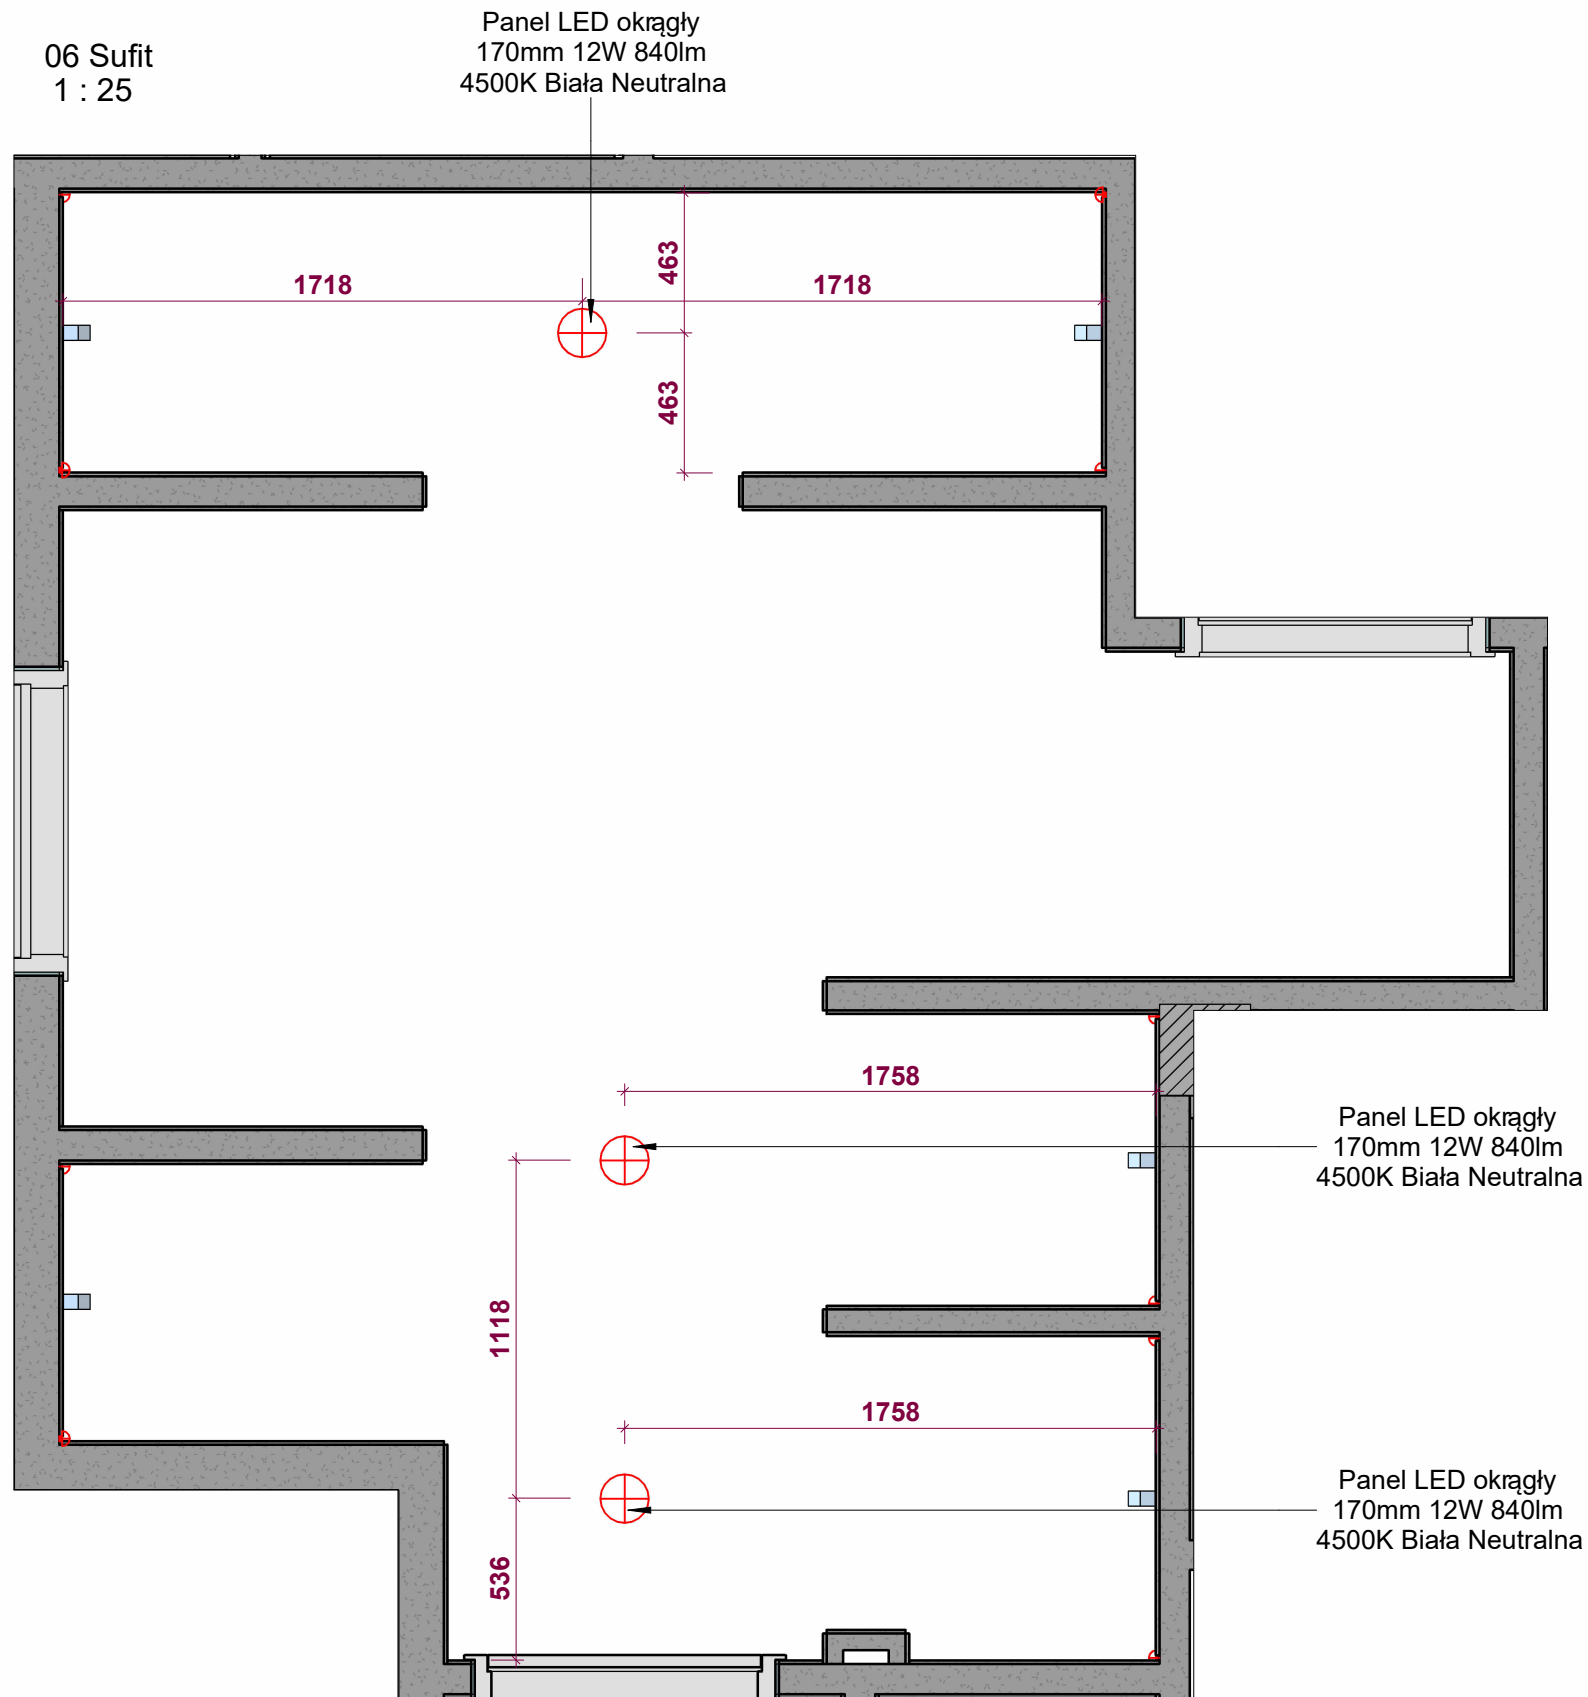 06 Sufit
1 : 25
Panel LED okrągły
170mm 12W 840lm
4500K Biała Neutralna
463
1718
1718
463
1758
Panel LED okrągły
170mm 12W 840lm
4500K Biała Neutralna
1118
1758
Panel LED okrągły
170mm 12W 840lm
4500K Biała Neutralna
536